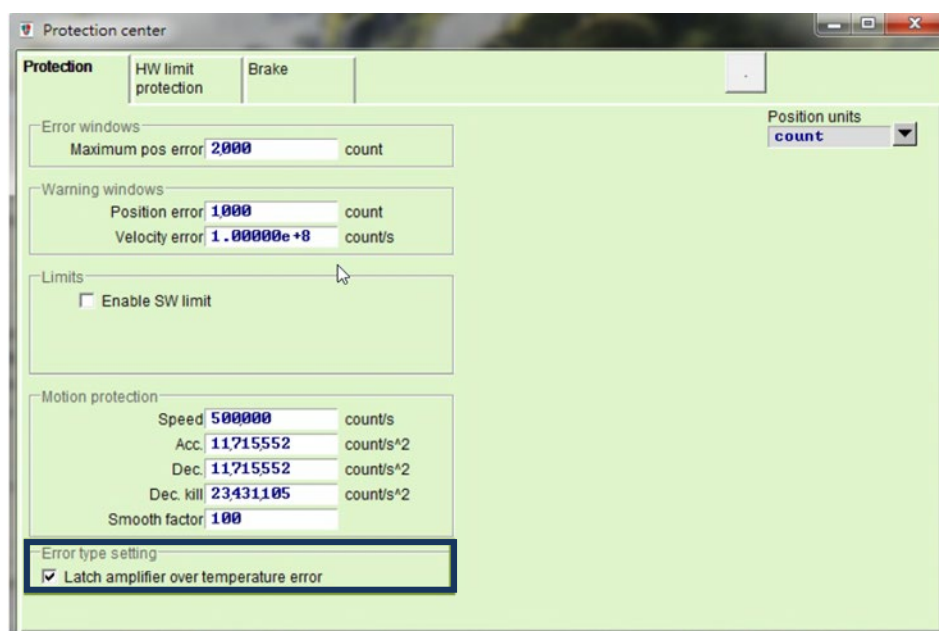 Protection center
Protection
HW limit
protection
Brake
.
Position units
count
Error windows
Maximum pos error 2,000 count
Warning windows
Position error 1,000 count
Velocity error 1.00000e+8 count/s
Limits
Enable SW limit
Motion protection
Speed 500,000 count/s
Acc. 11,715,552 count/s^2
Dec. 11,715,552 count/s^2
Dec. kill 23,431,105 count/s^2
Smooth factor 100
Error type setting
Latch amplifier over temperature error